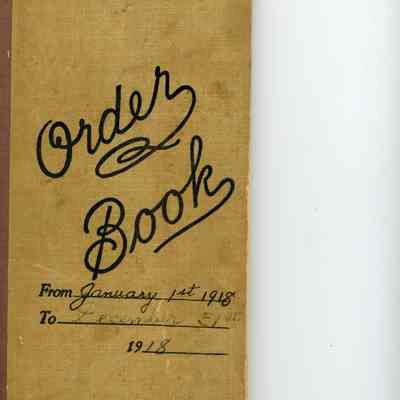 Order
Book
From January 1st 1918
To December 31st
1918